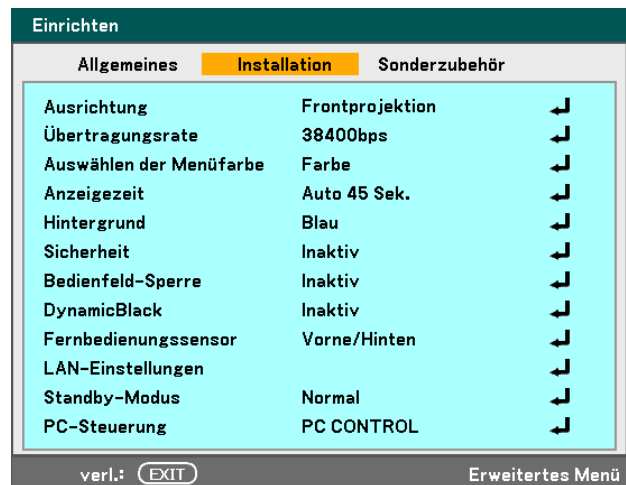 Einrichten
Allgemeines Installation Sonderzubehör
Ausrichtung Frontprojektion
Übertragungsrate 38400bps
Auswählen der Menüfarbe Farbe
Anzeigezeit Auto 45 Sek.
Hintergrund Blau
Sicherheit Inaktiv
Bedienfeld-Sperre Inaktiv
DynamicBlack Inaktiv
Fernbedienungssensor Vorne/Hinten
LAN-Einstellungen
Standby-Modus Normal
PC-Steuerung PC CONTROL
verl.: EXIT Erweitertes Menü